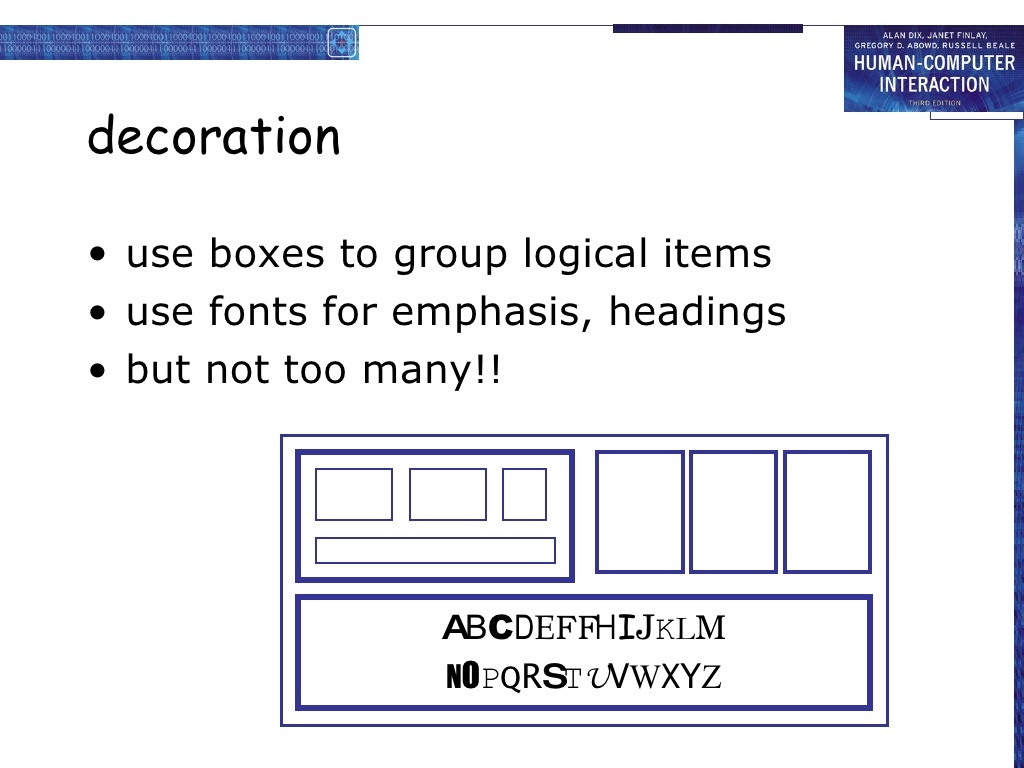 ALAN DIX, JANET FINLAY,
GREGORY D. ABOWD, RUSSELL BEALE
HUMAN-COMPUTER
INTERACTION
THIRD EDITION
decoration
• use boxes to group logical items
• use fonts for emphasis, headings
• but not too many!!
ABCDEFFHIJKLM
NOPQRSTUVWXYZ